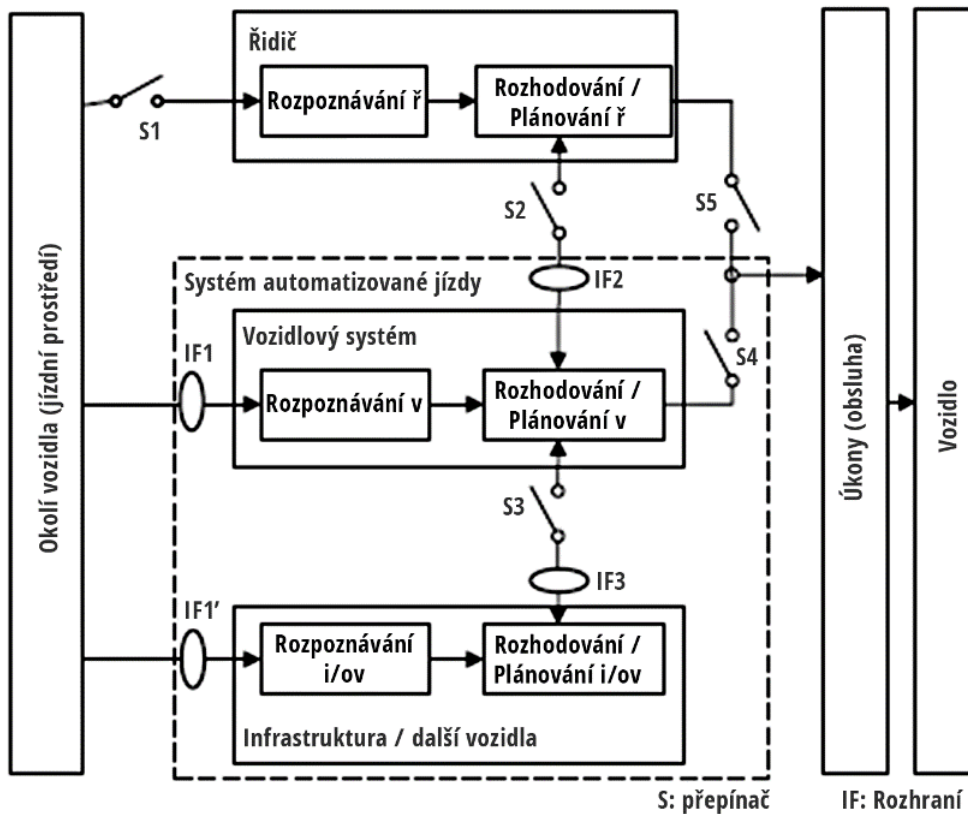 Řidič
Rozpoznávání ř
Rozhodování /
Plánování ř
S1
S2
S5
Systém automatizované jízdy
IF2
Vozidlový systém
IF1
Rozpoznávání v
Rozhodování /
Plánování v
S4
S3
IF3
IF1’
Rozpoznávání
i/ov
Rozhodování /
Plánování i/ov
Infrastruktura / další vozidla
Okolí vozidla (jízdní prostředí)
Úkony (obsluha)
Vozidlo
S: přepínač
IF: Rozhraní